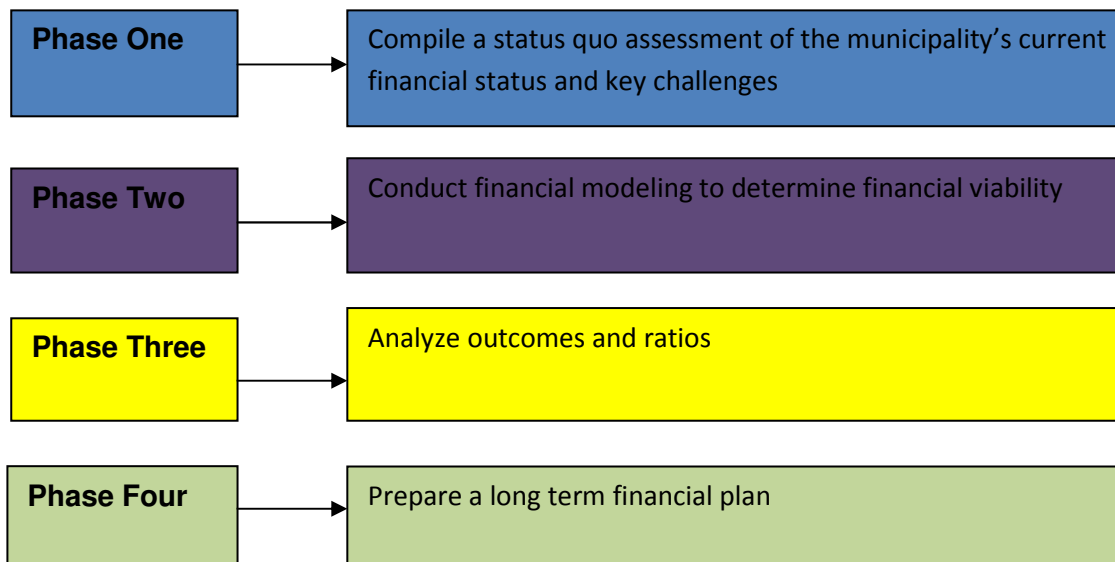 Phase One
Compile a status quo assessment of the municipality’s current
financial status and key challenges
Phase Two
Conduct financial modeling to determine financial viability
Phase Three
Analyze outcomes and ratios
Phase Four
Prepare a long term financial plan